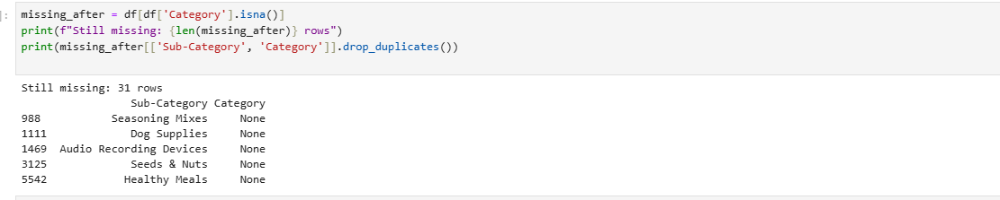 ]:
missing_after = df[df['Category'].isna()]
print(f"Still missing: {len(missing_after)} rows")
print(missing_after[['Sub-Category', 'Category']].drop_duplicates())
Still missing: 31 rows
Sub-Category Category
988 Seasoning Mixes None
1111 Dog Supplies None
1469 Audio Recording Devices None
3125 Seeds & Nuts None
5542 Healthy Meals None